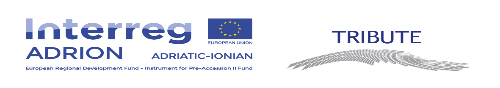 Interreg
EUROPEAN UNION
ADRION ADRIATIC-IONIAN
European Regional Development Fund - Instrument for Pre-Accession II Fund
TRIBUTE